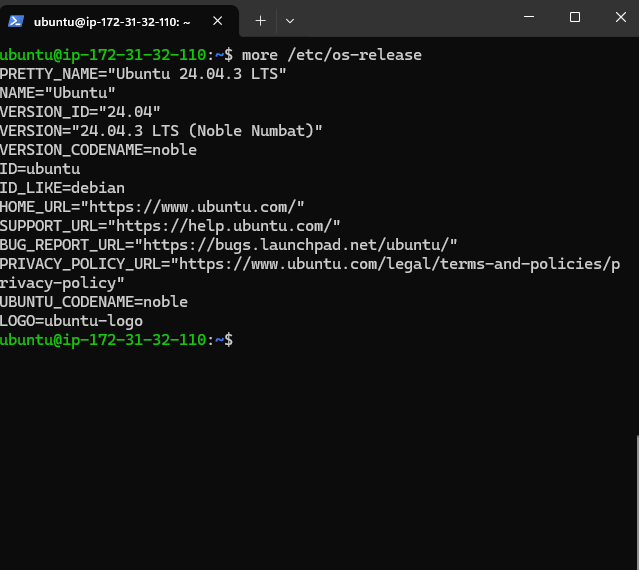 ubuntu@ip-172-31-32-110: ~
ubuntu@ip-172-31-32-110:~$ more /etc/os-release
PRETTY_NAME="Ubuntu 24.04.3 LTS"
NAME="Ubuntu"
VERSION_ID="24.04"
VERSION="24.04.3 LTS (Noble Numbat)"
VERSION_CODENAME=noble
ID=ubuntu
ID_LIKE=debian
HOME_URL="https://www.ubuntu.com/"
SUPPORT_URL="https://help.ubuntu.com/"
BUG_REPORT_URL="https://bugs.launchpad.net/ubuntu/"
PRIVACY_POLICY_URL="https://www.ubuntu.com/legal/terms-and-policies/p
rivacy-policy"
UBUNTU_CODENAME=noble
LOGO=ubuntu-logo
ubuntu@ip-172-31-32-110:~$